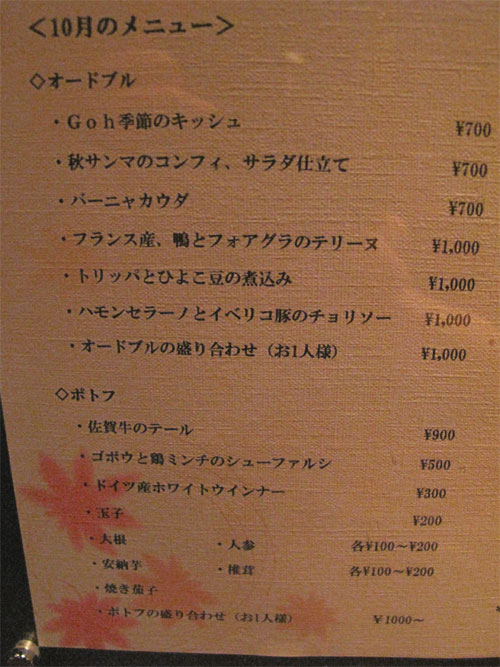 ＜10月のメニュー＞
◇オードブル
・Ｇｏｈ季節のキッシュ ¥700
・秋サンマのコンフィ、サラダ仕立て ¥700
・バーニャカウダ ¥700
・フランス産、鴨とフォアグラのテリーヌ ¥1,000
・トリッパとひよこ豆の煮込み ¥1,000
・ハモンセラーノとイベリコ豚のチョリソー ¥1,000
・オードブルの盛り合わせ（お1人様） ¥1,000
◇ポトフ
・佐賀牛のテール ¥900
・ゴボウと鶏ミンチのシューファルシ ¥500
・ドイツ産ホワイトウインナー ¥300
・玉子 ¥200
・大根 ・人参 各¥100～¥200
・安納芋 ・椎茸 各¥100～¥200
・焼き茄子
・ポトフの盛り合わせ（お1人様） ¥1000～